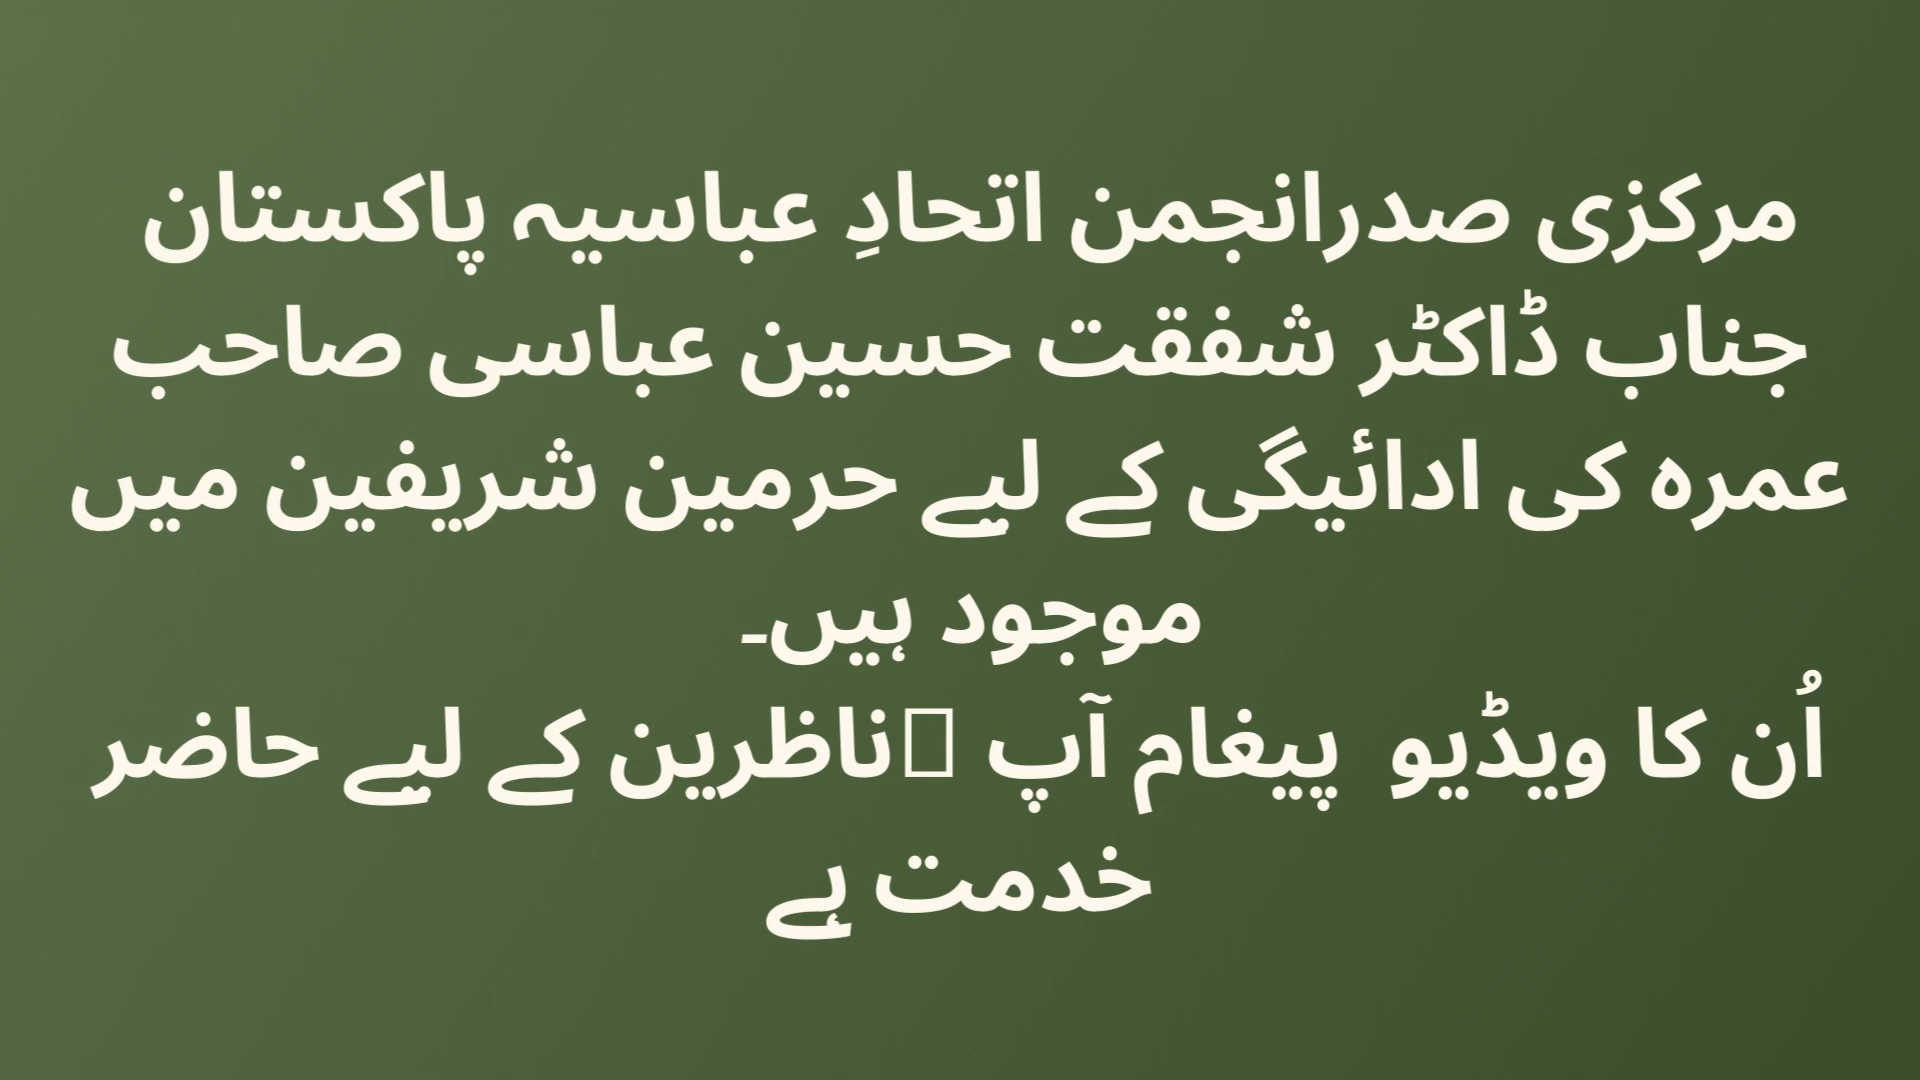 مرکزی صدرانجمن اتحادِ عباسیہ پاکستان
جناب ڈاکٹر شفقت حسین عباسی صاحب
عمرہ کی ادائیگی کے لیے حرمین شریفین میں
موجود ہیں۔
اُن کا ویڈیو  پیغام آپ ناظرین کے لیے حاضر
خدمت ہے